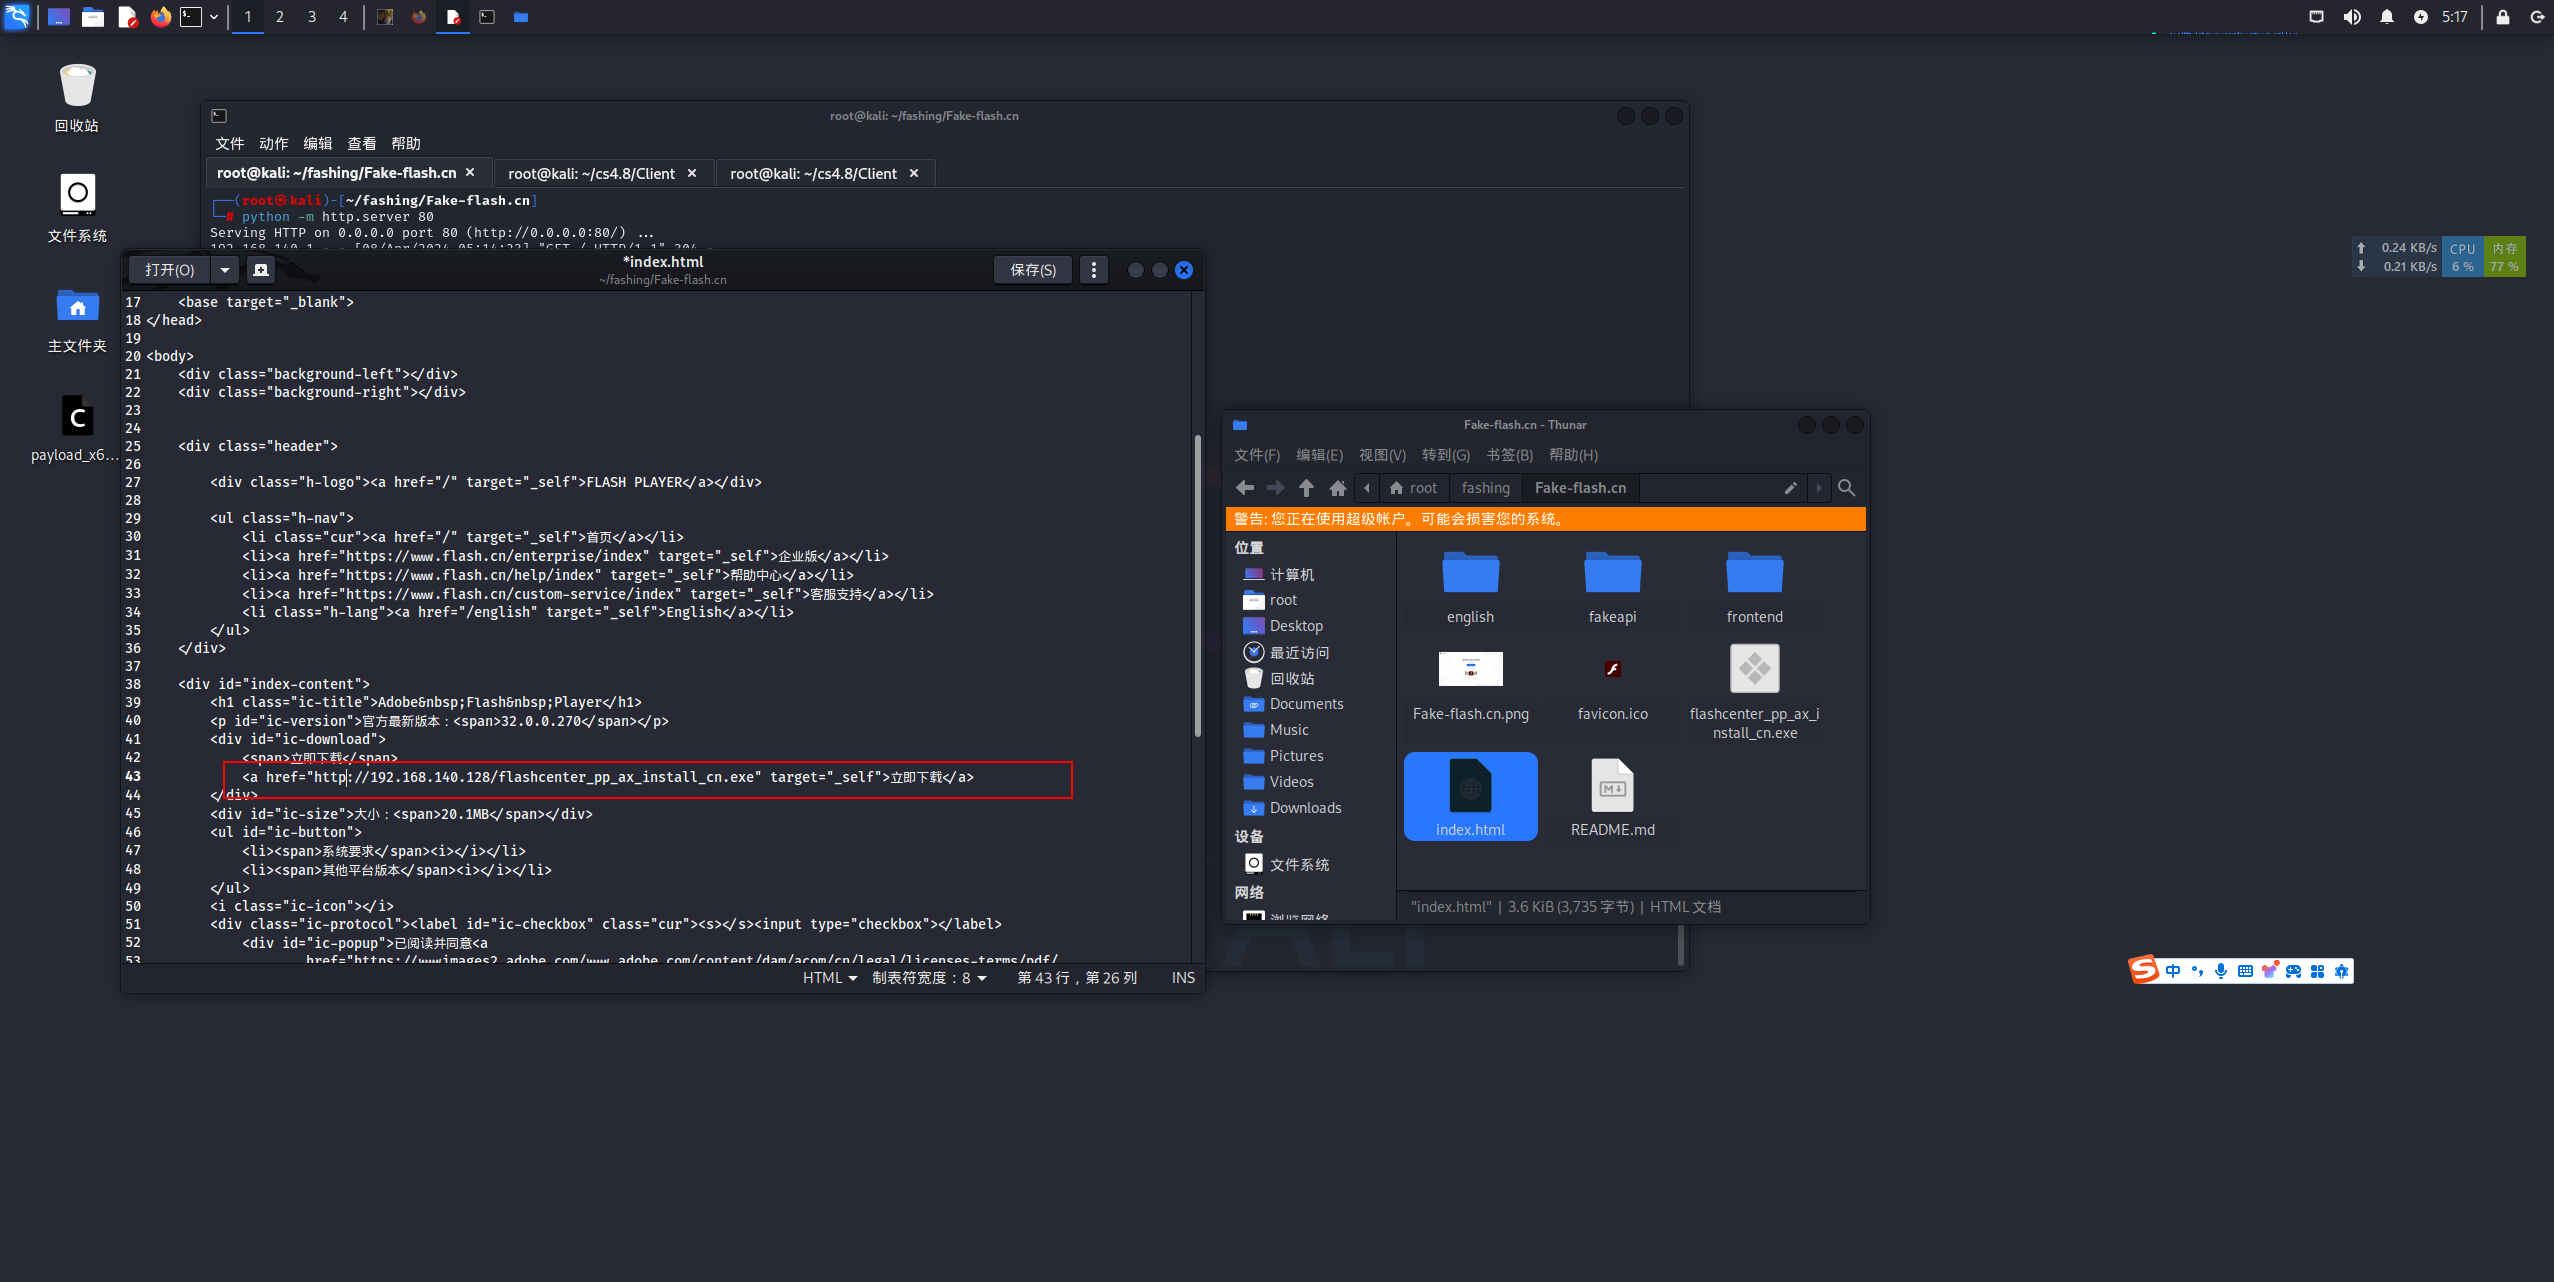 1 2 3 4 5:17
回收站
文件系统
主文件夹
payload_x6...
root@kali: ~/fashing/Fake-flash.cn
文件 动作 编辑 查看 帮助
root@kali: ~/fashing/Fake-flash.cn × root@kali: ~/cs4.8/Client × root@kali: ~/cs4.8/Client ×
┌──(root㉿kali)-[~/fashing/Fake-flash.cn]
└─# python -m http.server 80
Serving HTTP on 0.0.0.0 port 80 (http://0.0.0.0:80/) ...
192.168.140.1 - - [08/Apr/2024 05:14:23] "GET / HTTP/1.1" 304 -
打开(O) *index.html 保存(S)
~/fashing/Fake-flash.cn
17 <base target="_blank">
18 </head>
19
20 <body>
21 <div class="background-left"></div>
22 <div class="background-right"></div>
23
24
25 <div class="header">
26
27 <div class="h-logo"><a href="/" target="_self">FLASH PLAYER</a></div>
28
29 <ul class="h-nav">
30 <li class="cur"><a href="/" target="_self">首页</a></li>
31 <li><a href="https://www.flash.cn/enterprise/index" target="_self">企业版</a></li>
32 <li><a href="https://www.flash.cn/help/index" target="_self">帮助中心</a></li>
33 <li><a href="https://www.flash.cn/custom-service/index" target="_self">客服支持</a></li>
34 <li class="h-lang"><a href="/english" target="_self">English</a></li>
35 </ul>
36 </div>
37
38 <div id="index-content">
39 <h1 class="ic-title">Adobe&nbsp;Flash&nbsp;Player</h1>
40 <p id="ic-version">官方最新版本：<span>32.0.0.270</span></p>
41 <div id="ic-download">
42 <span>立即下载</span>
43 <a href="http://192.168.140.128/flashcenter_pp_ax_install_cn.exe" target="_self">立即下载</a>
44 </div>
45 <div id="ic-size">大小：<span>20.1MB</span></div>
46 <ul id="ic-button">
47 <li><span>系统要求</span><i></i></li>
48 <li><span>其他平台版本</span><i></i></li>
49 </ul>
50 <i class="ic-icon"></i>
51 <div class="ic-protocol"><label id="ic-checkbox" class="cur"><s></s><input type="checkbox"></label>
52 <div id="ic-popup">已阅读并同意<a
53 href="https://wwwimages2.adobe.com/www.adobe.com/content/dam/acom/cn/legal/licenses-terms/pdf/
HTML 制表符宽度：8 第 43 行，第 26 列 INS
Fake-flash.cn - Thunar
文件(F) 编辑(E) 视图(V) 转到(G) 书签(B) 帮助(H)
root fashing Fake-flash.cn
警告: 您正在使用超级帐户。可能会损害您的系统。
位置
计算机
root
Desktop
最近访问
回收站
Documents
Music
Pictures
Videos
Downloads
设备
文件系统
网络
浏览网络
english fakeapi frontend
Fake-flash.cn.png favicon.ico flashcenter_pp_ax_i
nstall_cn.exe
index.html README.md
"index.html" | 3.6 KiB (3,735 字节) | HTML 文档
0.24 KB/s CPU 内存
0.21 KB/s 6 % 77 %
中